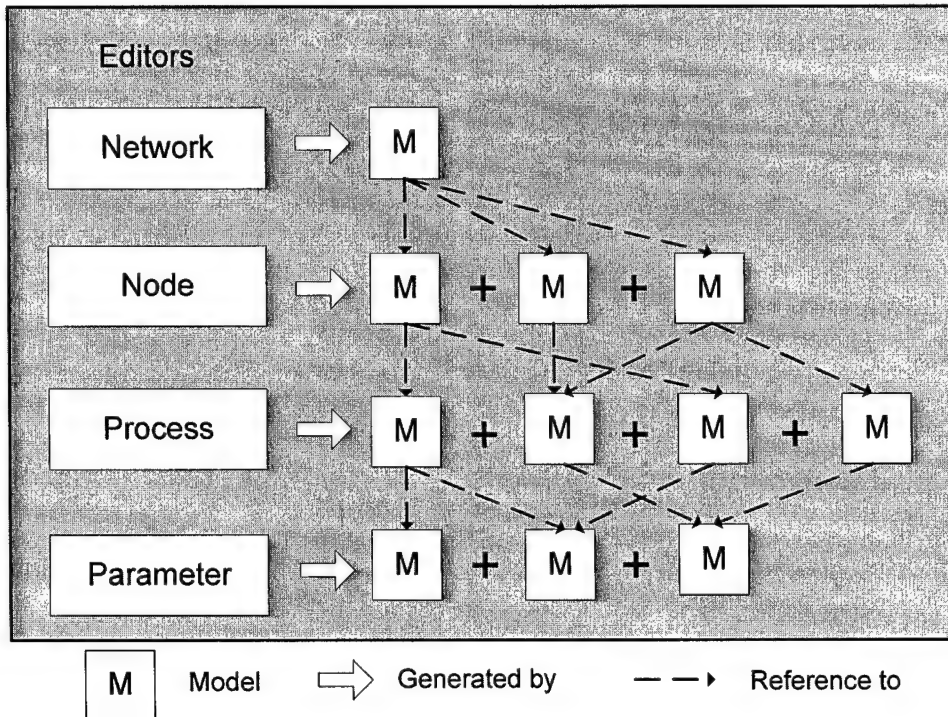 Editors
Network
M
Node
M + M + M
Process
M + M + M + M
Parameter
M + M + M
M Model Generated by Reference to